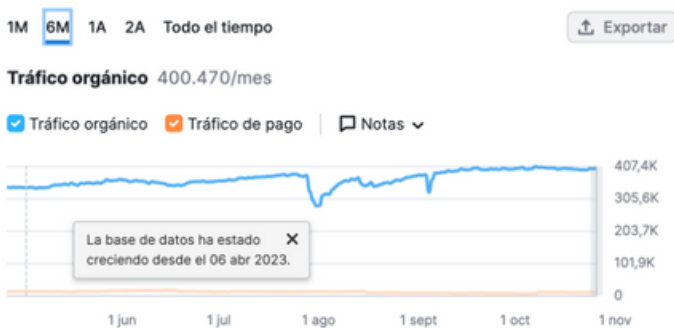 1M 6M 1A 2A Todo el tiempo Exportar
Tráfico orgánico 400.470/mes
Tráfico orgánico Tráfico de pago Notas
407,4K
305,6K
203,7K
La base de datos ha estado
creciendo desde el 06 abr 2023.
101,9K
0
1 jun 1 jul 1 ago 1 sept 1 oct 1 nov